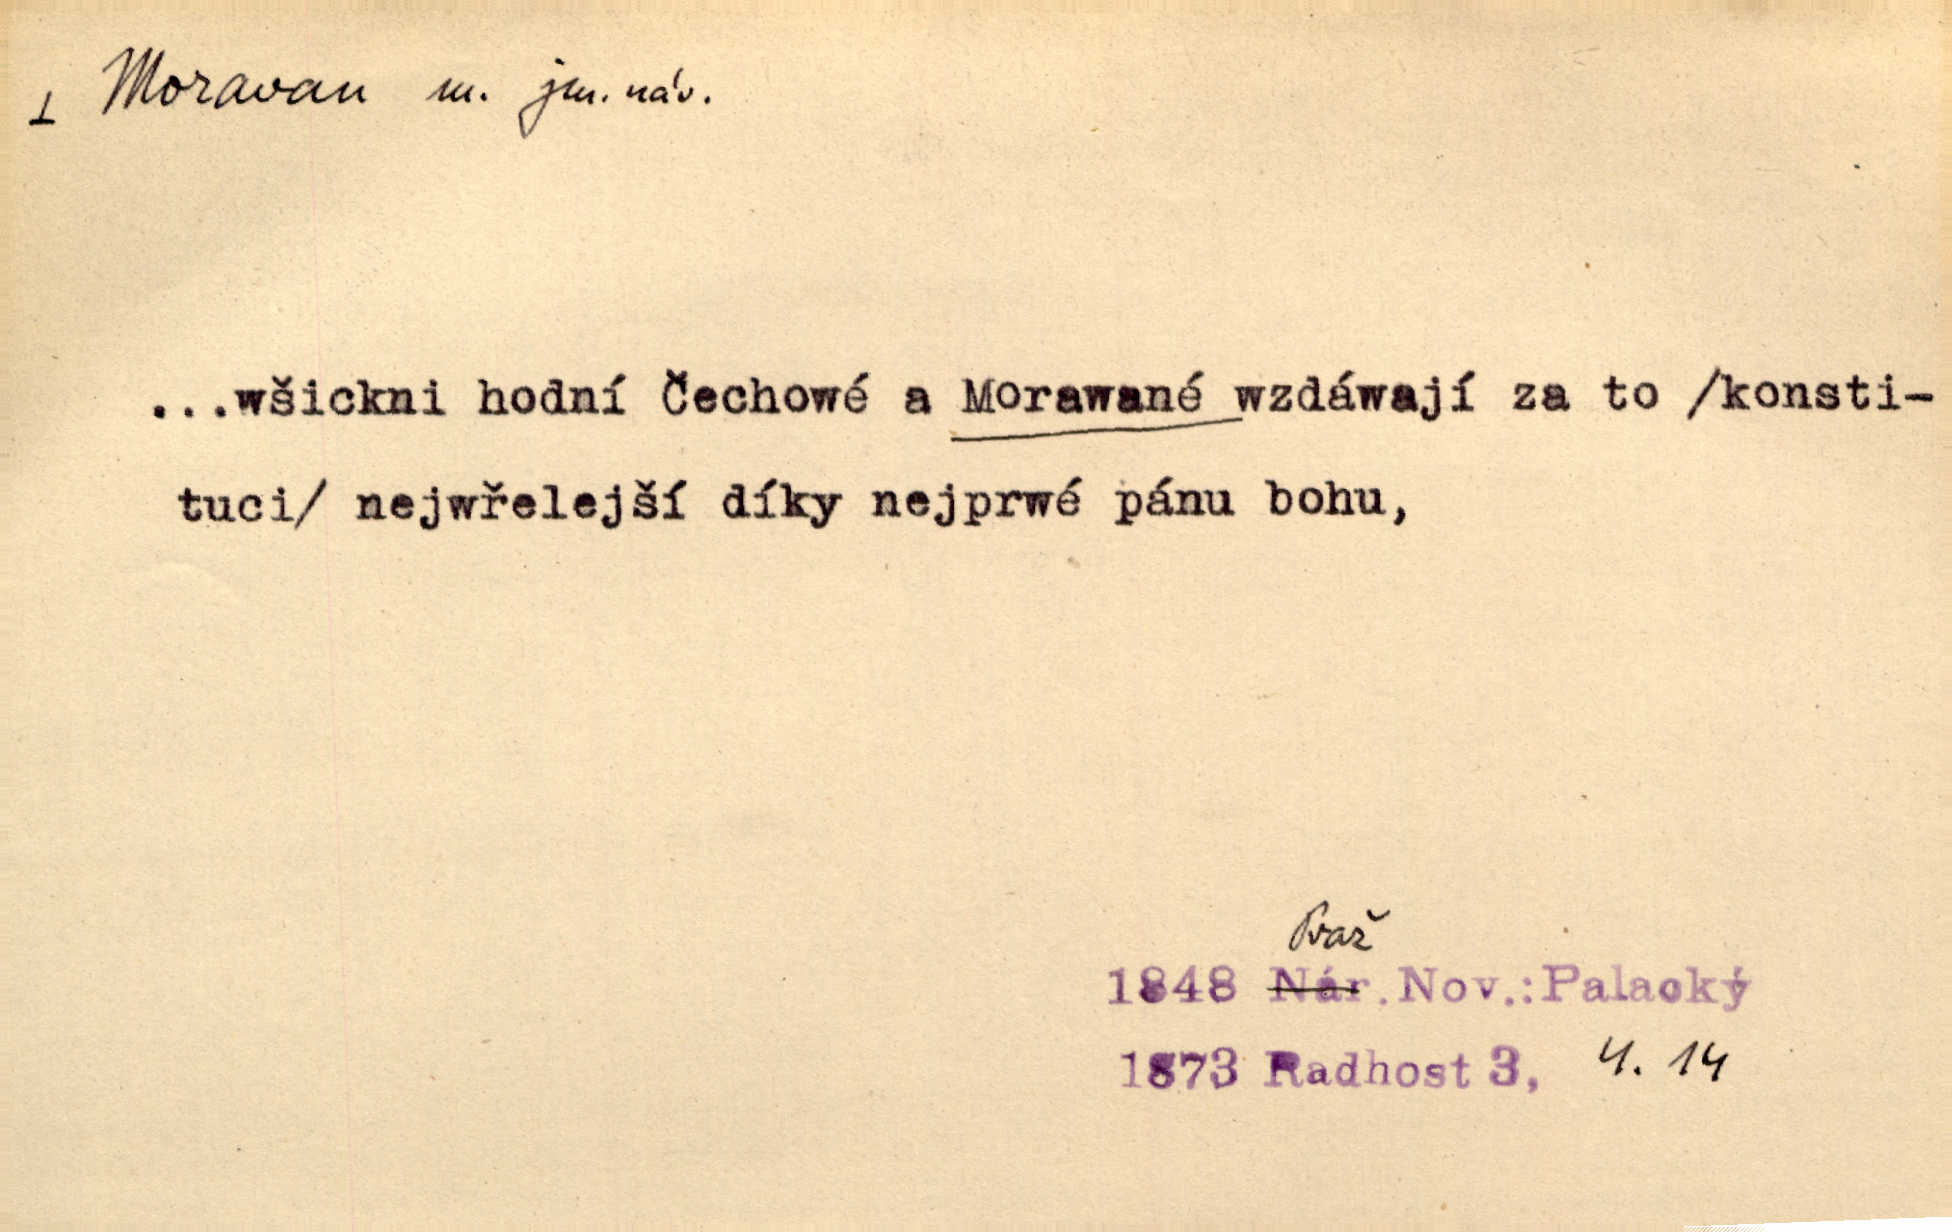 ⊥ Moravan m. jm. náv.
...wšickni hodní Čechowé a Morawané wzdáwají za to /konsti-
tuci/ nejwřelejší díky nejprwé pánu bohu,
Praž
1848 Nár. Nov.:Palacký
1873 Radhost 3, 4. 14